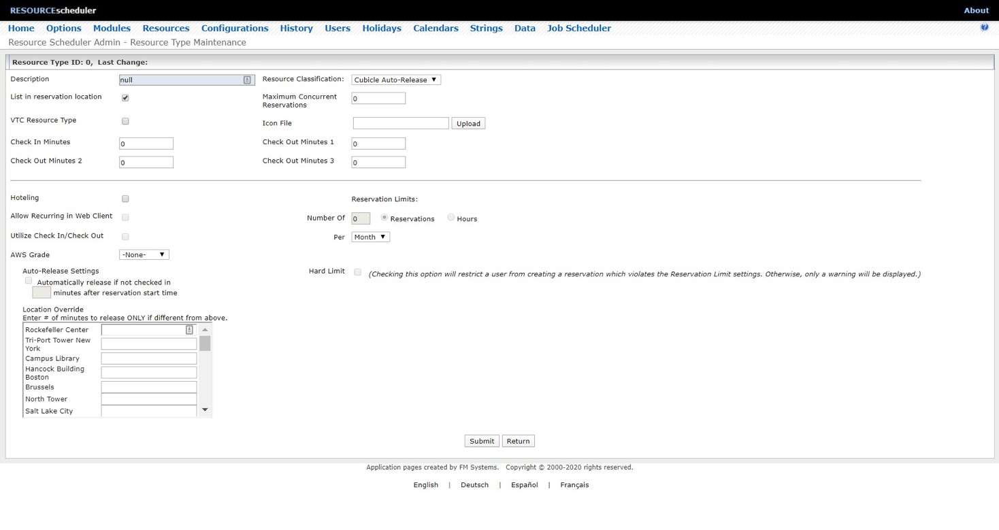 RESOURCEscheduler About
Home Options Modules Resources Configurations History Users Holidays Calendars Strings Data Job Scheduler ?
Resource Scheduler Admin - Resource Type Maintenance
Resource Type ID: 0, Last Change:
Description null Resource Classification: Cubicle Auto-Release ▼
List in reservation location Maximum Concurrent
Reservations 0
VTC Resource Type Icon File Upload
Check In Minutes 0 Check Out Minutes 1 0
Check Out Minutes 2 0 Check Out Minutes 3 0
Hoteling Reservation Limits:
Allow Recurring in Web Client Number Of 0 Reservations Hours
Utilize Check In/Check Out Per Month ▼
AWS Grade -None- ▼
Auto-Release Settings Hard Limit (Checking this option will restrict a user from creating a reservation which violates the Reservation Limit settings. Otherwise, only a warning will be displayed.)
Automatically release if not checked in
minutes after reservation start time
Location Override
Enter # of minutes to release ONLY if different from above.
Rockefeller Center
Tri-Port Tower New
York
Campus Library
Hancock Building
Boston
Brussels
North Tower
Salt Lake City
Submit Return
Application pages created by FM Systems. Copyright © 2000-2020 rights reserved.
English | Deutsch | Español | Français